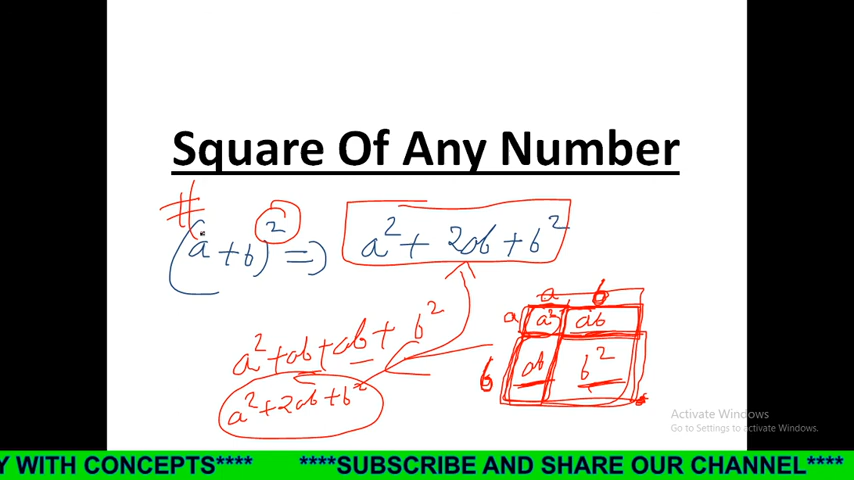 Square Of Any Number
#
(a+b)² => a² + 2ab + b²
a² + ab + ab + b²
a² + 2ab + b²
a b
a a² ab
b ab b²
Activate Windows
Go to Settings to activate Windows.
Y WITH CONCEPTS**** ****SUBSCRIBE AND SHARE OUR CHANNEL****